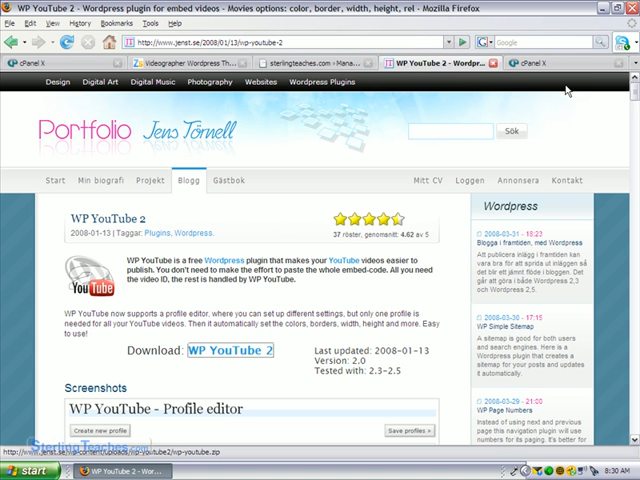 WP YouTube 2 - Wordpress plugin for embed videos - Movies options: color, border, width, height, rel - Mozilla Firefox
File Edit View History Bookmarks Tools Help
http://www.jenst.se/2008/01/13/wp-youtube-2
Google
cPanel X
Videographer Wordpress Th...
sterlingteaches.com : Mana...
WP YouTube 2 - Wordpr...
cPanel X
Design Digital Art Digital Music Photography Websites Wordpress Plugins
Portfolio Jens Törnell
Sök
Start Min biografi Projekt Blogg Gästbok Mitt CV Loggen Annonsera Kontakt
WP YouTube 2
2008-01-13 | Taggar: Plugins, Wordpress.
37 röster, genomsnitt: 4.62 av 5
You Tube
WP YouTube is a free Wordpress plugin that makes your YouTube videos easier to
publish. You don't need to make the effort to paste the whole embed-code. All you need
the video ID, the rest is handled by WP YouTube.
WP YouTube now supports a profile editor, where you can set up different settings, but only one profile is
needed for all your YouTube videos. Then it automatically set the colors, borders, width, height and more. Easy
to use!
Download: WP YouTube 2
Last updated: 2008-01-13
Version: 2.0
Tested with: 2.3-2.5
Screenshots
WP YouTube - Profile editor
Create new profile
Save profiles »
Wordpress
2008-03-31 - 18:23
Blogga i framtiden, med Wordpress
Att publicera inlägg i framtiden kan
vara bra för att sprida ut inläggen
så det blir ett jämnt flöde i bloggen. Det
går att göra i både Wordpress 2,3
och Wordpress 2,5.
2008-03-30 - 17:15
WP Simple Sitemap
A sitemap is good for both users
and search engines. Here is a
Wordpress plugin that creates a
sitemap for your posts and updates
it automatically.
2008-03-29 - 21:00
WP Page Numbers
Instead of using next and previous
page this navigation plugin will use
numbers for its paging. It's better for
SterlingTeaches.com
http://www.jenst.se/wp-content/uploads/wp-youtube2/wp-youtube.zip
start
WP YouTube 2 - Wor...
8:30 AM